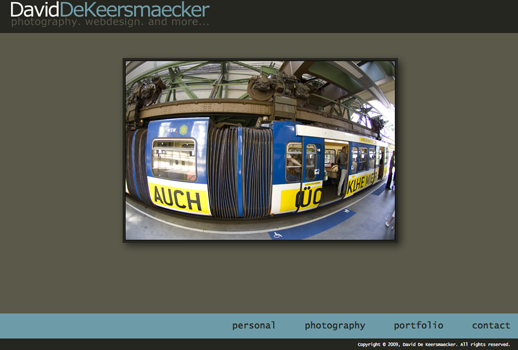 DavidDeKeersmaecker
photography. webdesign. and more...
AUCH
personal photography portfolio contact
Copyright © 2009, David De Keersmaecker. All rights reserved.